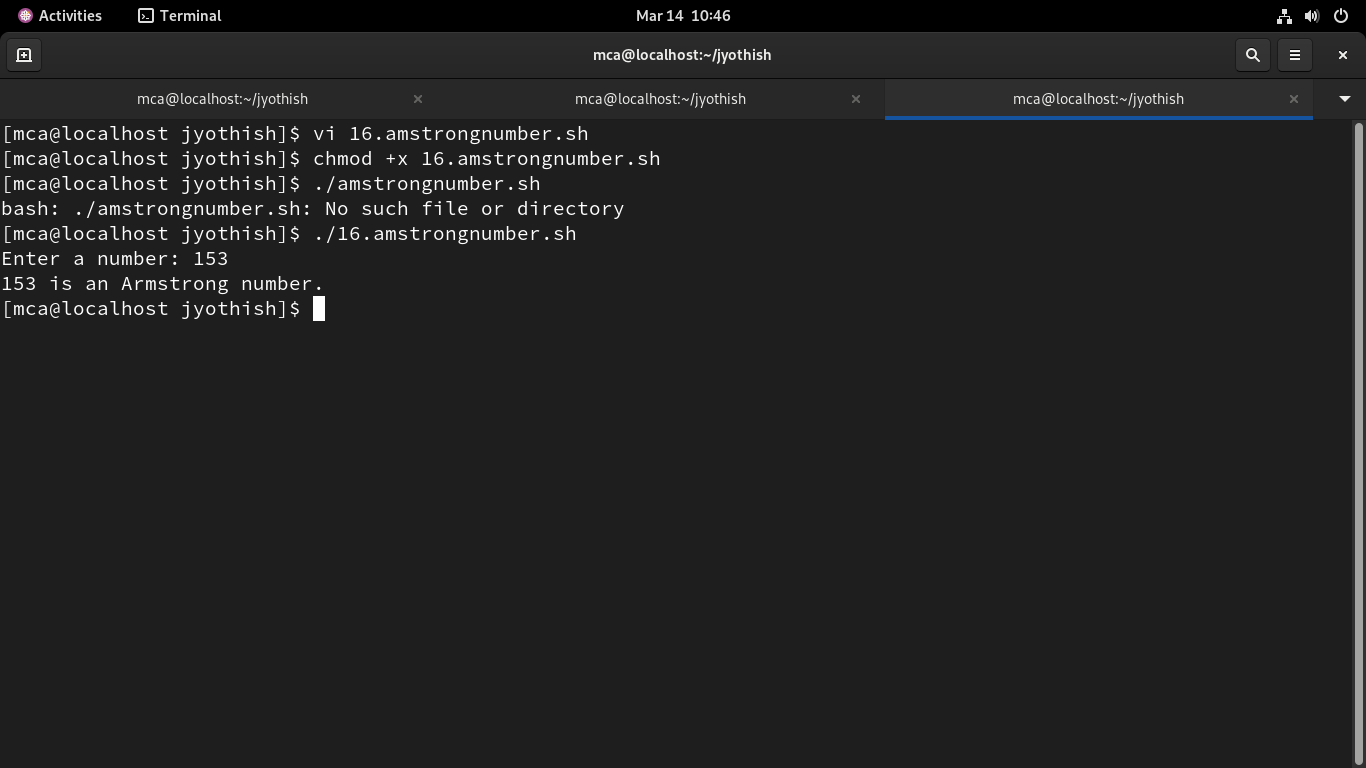 Activities Terminal Mar 14 10:46
mca@localhost:~/jyothish
mca@localhost:~/jyothish mca@localhost:~/jyothish mca@localhost:~/jyothish
[mca@localhost jyothish]$ vi 16.amstrongnumber.sh
[mca@localhost jyothish]$ chmod +x 16.amstrongnumber.sh
[mca@localhost jyothish]$ ./amstrongnumber.sh
bash: ./amstrongnumber.sh: No such file or directory
[mca@localhost jyothish]$ ./16.amstrongnumber.sh
Enter a number: 153
153 is an Armstrong number.
[mca@localhost jyothish]$